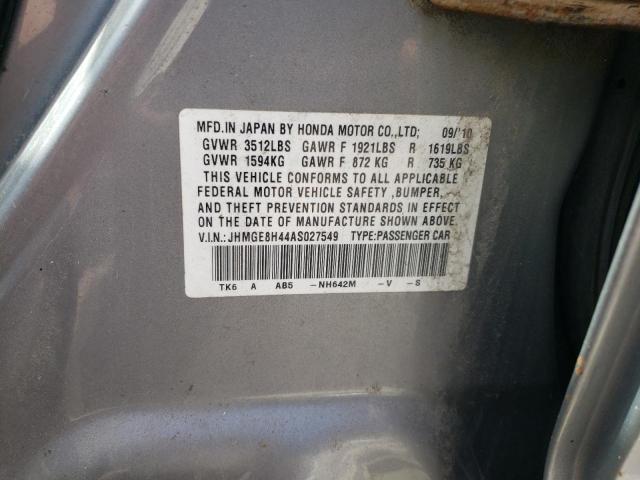 MFD.IN JAPAN BY HONDA MOTOR CO.,LTD; 09/'10
GVWR 3512LBS GAWR F 1921LBS R 1619LBS
GVWR 1594KG GAWR F 872 KG R 735 KG
THIS VEHICLE CONFORMS TO ALL APPLICABLE
FEDERAL MOTOR VEHICLE SAFETY ,BUMPER,
AND THEFT PREVENTION STANDARDS IN EFFECT
ON THE DATE OF MANUFACTURE SHOWN ABOVE.
V.I.N.: JHMGE8H44AS027549 TYPE:PASSENGER CAR
TK6 A AB5 -NH642M -V -S